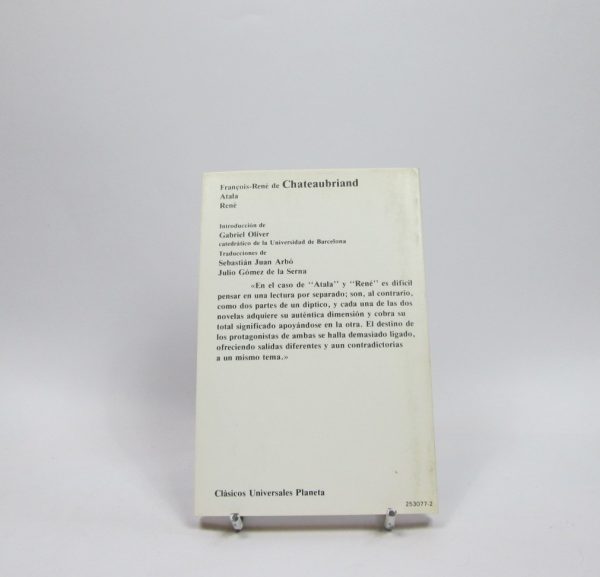 François-René de Chateaubriand
Atala
René
Introducción de
Gabriel Oliver
catedrático de la Universidad de Barcelona
Traducciones de
Sebastián Juan Arbó
Julio Gómez de la Serna
«En el caso de “Atala” y “René” es difícil
pensar en una lectura por separado; son, al contrario,
como dos partes de un díptico, y cada una de las dos
novelas adquiere su auténtica dimensión y cobra su
total significado apoyándose en la otra. El destino de
los protagonistas de ambas se halla demasiado ligado,
ofreciendo salidas diferentes y aun contradictorias
a un mismo tema.»
Clásicos Universales Planeta
253077-2